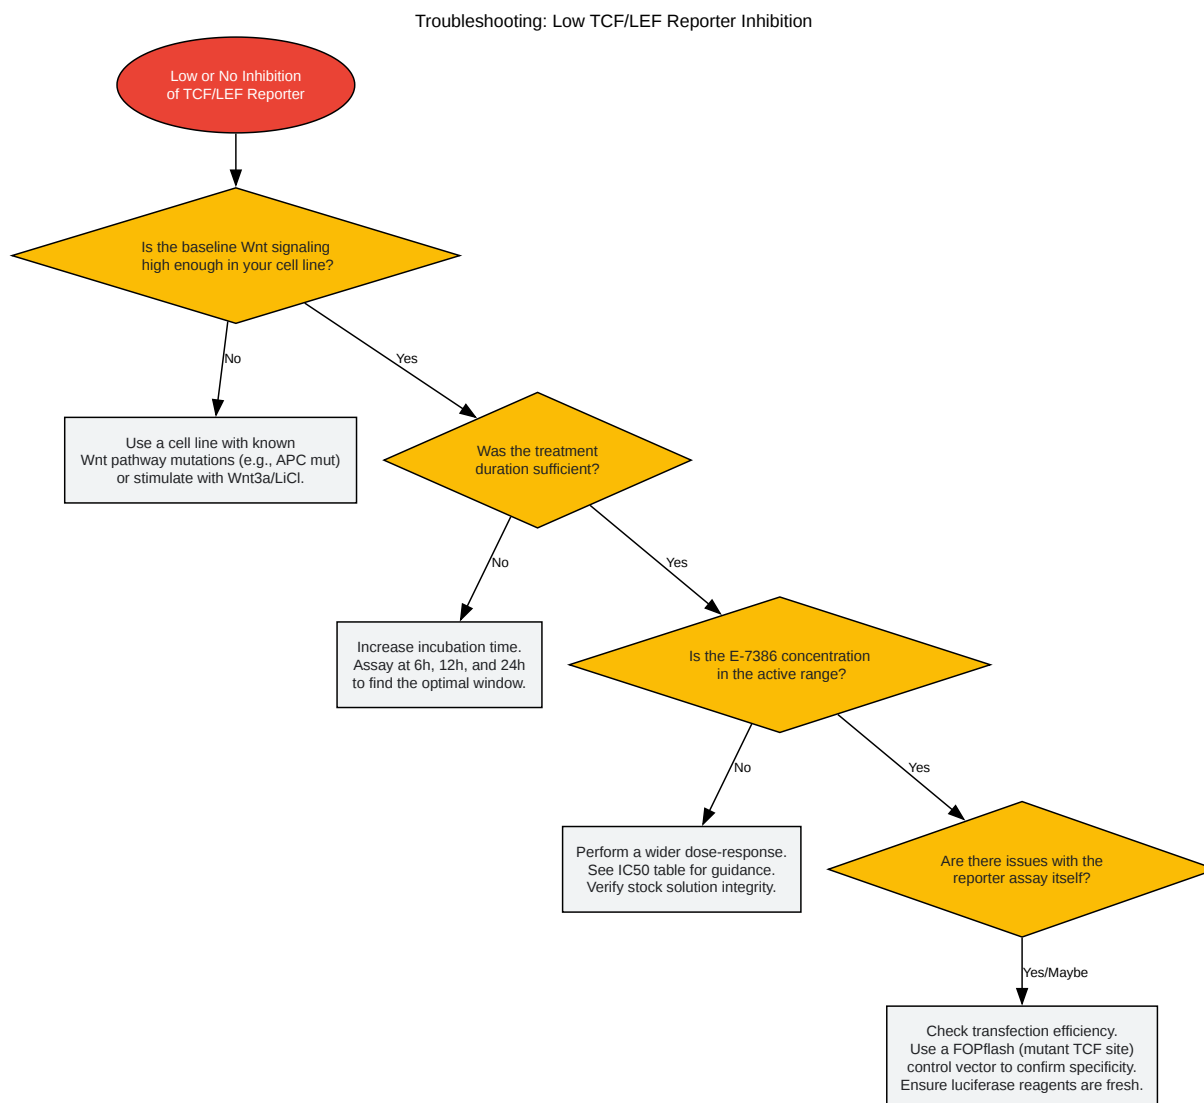 Troubleshooting: Low TCF/LEF Reporter Inhibition
Low or No Inhibition
of TCF/LEF Reporter
Is the baseline Wnt signaling
high enough in your cell line?
No
Yes
Use a cell line with known
Wnt pathway mutations (e.g., APC mut)
or stimulate with Wnt3a/LiCl.
Was the treatment
duration sufficient?
No
Yes
Increase incubation time.
Assay at 6h, 12h, and 24h
to find the optimal window.
Is the E-7386 concentration
in the active range?
No
Yes
Perform a wider dose-response.
See IC50 table for guidance.
Verify stock solution integrity.
Are there issues with the
reporter assay itself?
Yes/Maybe
Check transfection efficiency.
Use a FOPflash (mutant TCF site)
control vector to confirm specificity.
Ensure luciferase reagents are fresh.